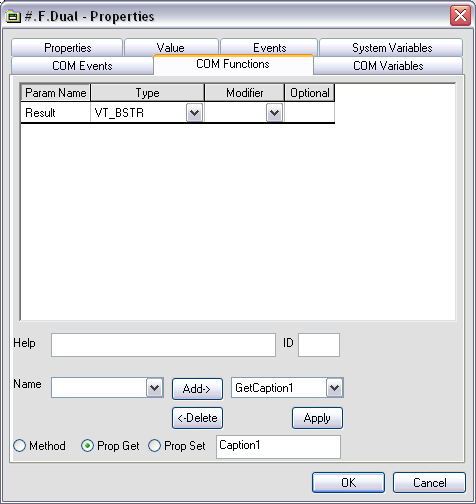 #.F.Dual - Properties
Properties Value Events System Variables
COM Events COM Functions COM Variables
Param Name Type Modifier Optional
Result VT_BSTR
Help ID
Name Add-> GetCaption1
<-Delete Apply
Method Prop Get Prop Set Caption1
OK Cancel